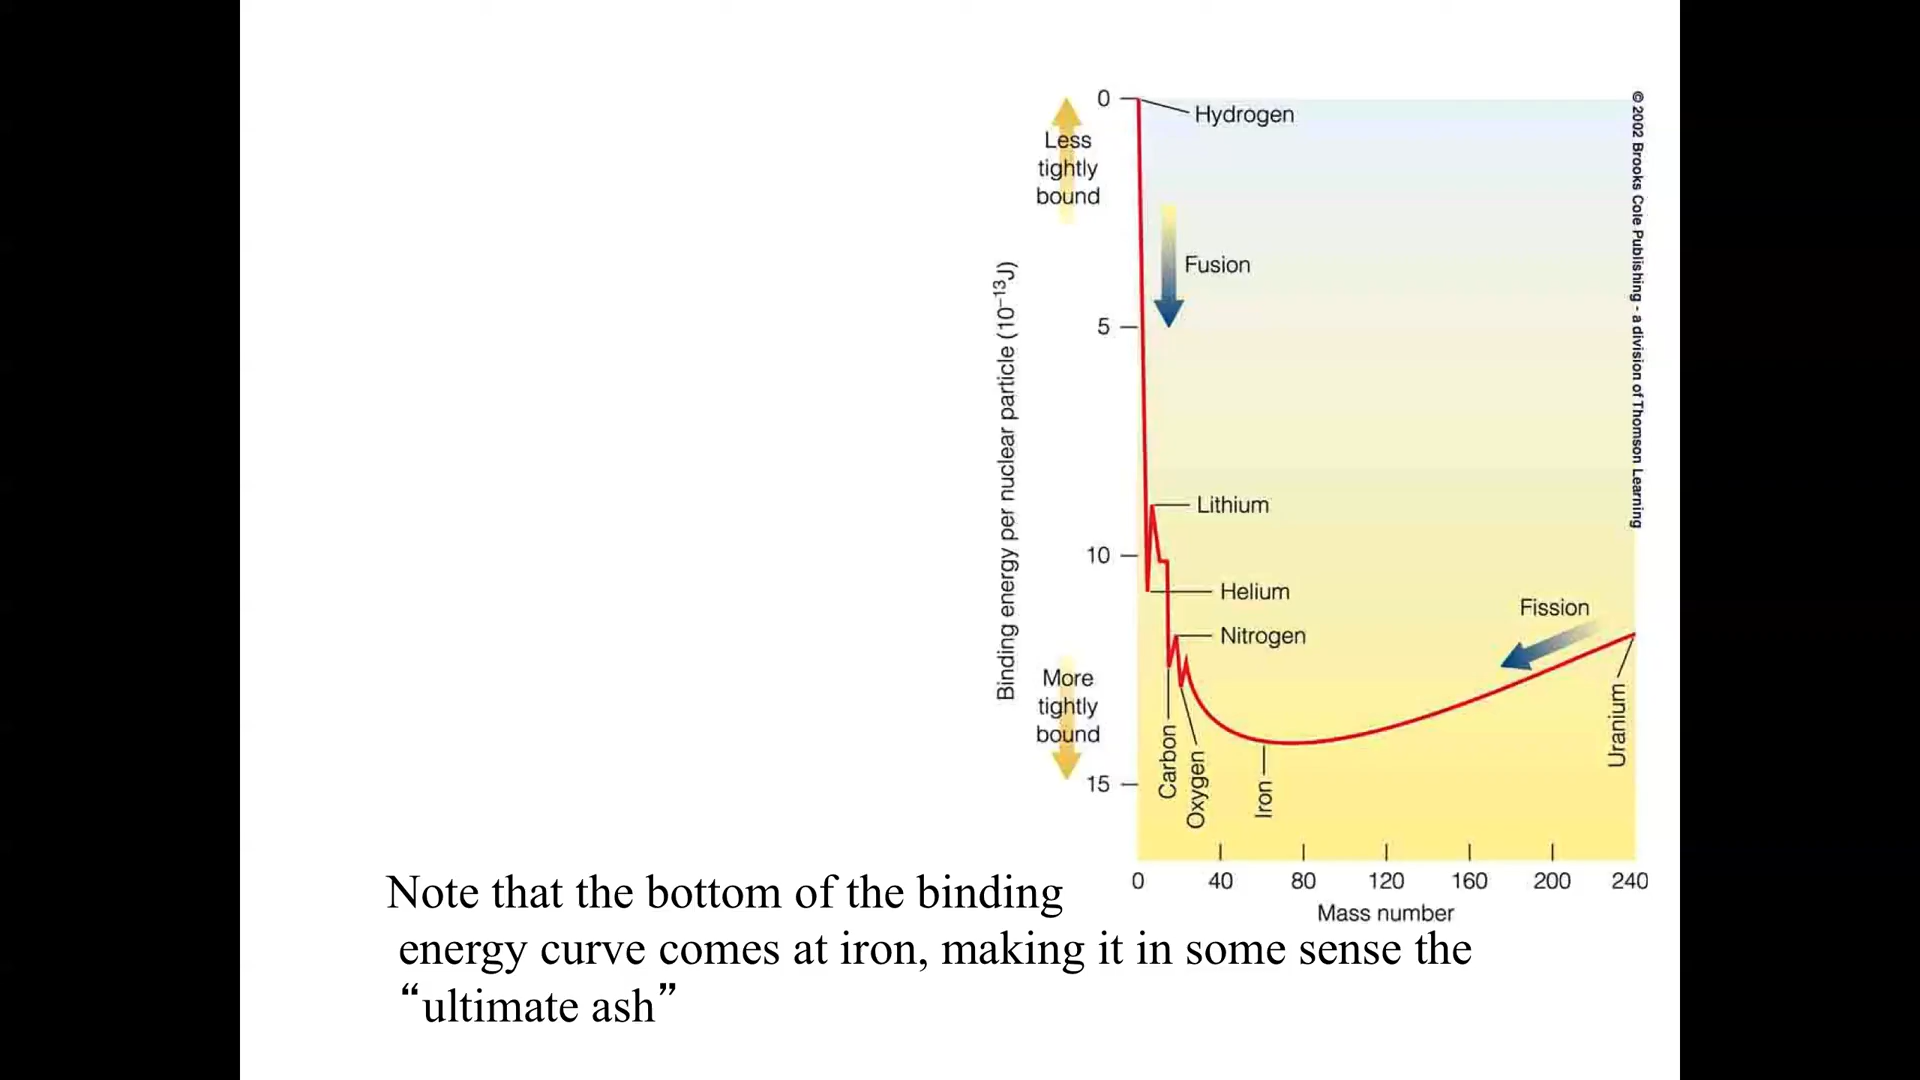 0
Hydrogen
Less
tightly
bound
Fusion
5
Binding energy per nuclear particle (10⁻¹³J)
Lithium
10
Helium
Fission
Nitrogen
More
tightly
bound
Carbon
Oxygen
Iron
Uranium
15
0 40 80 120 160 200 240
Mass number
© 2002 Brooks Cole Publishing - a division of Thomson Learning
Note that the bottom of the binding
energy curve comes at iron, making it in some sense the
“ultimate ash”